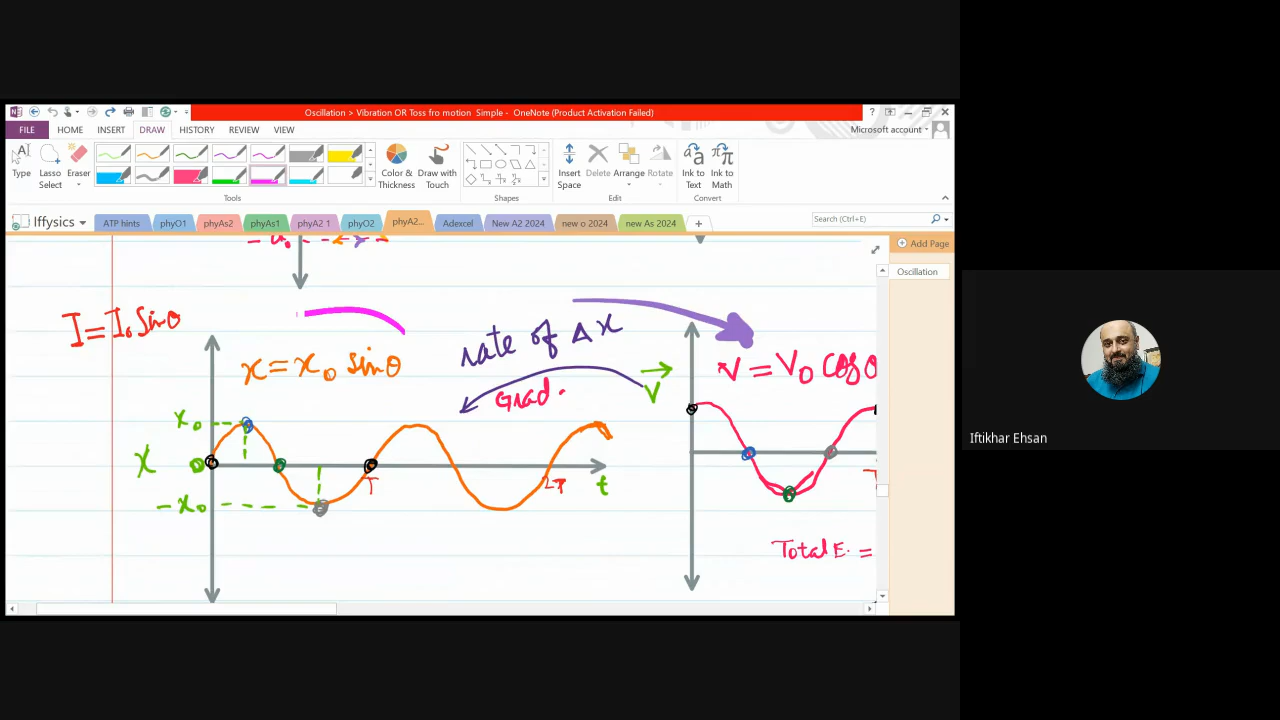 Oscillation > Vibration OR Toss fro motion Simple - OneNote (Product Activation Failed)
FILE HOME INSERT DRAW HISTORY REVIEW VIEW
Microsoft account
Type
Lasso Select
Eraser
Color & Thickness
Draw with Touch
Insert Space
Delete
Arrange
Rotate
Ink to Text
Ink to Math
Tools
Shapes
Edit
Convert
Iffysics
ATP hints
phyO1
phyAs2
phyAs1
phyA2 1
phyO2
phyA2...
Adexcel
New A2 2024
new o 2024
new As 2024
Search (Ctrl+E)
Add Page
Oscillation
I = I₀ Sinθ
x = x₀ sinθ
rate of Δx
Grad.
V
V = V₀ Cosθ
x₀
x
0
-x₀
T
2T
t
Total E. =
Iftikhar Ehsan